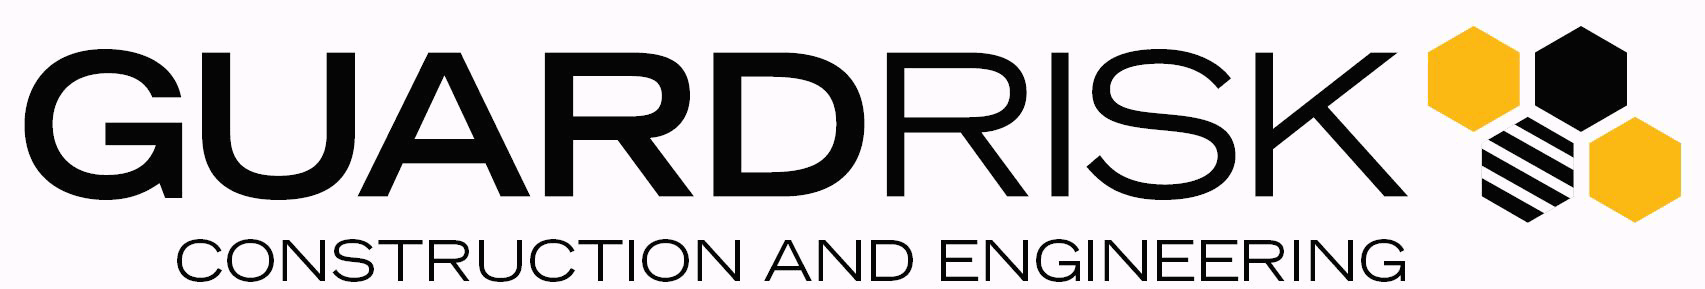 GUARDRISK
CONSTRUCTION AND ENGINEERING